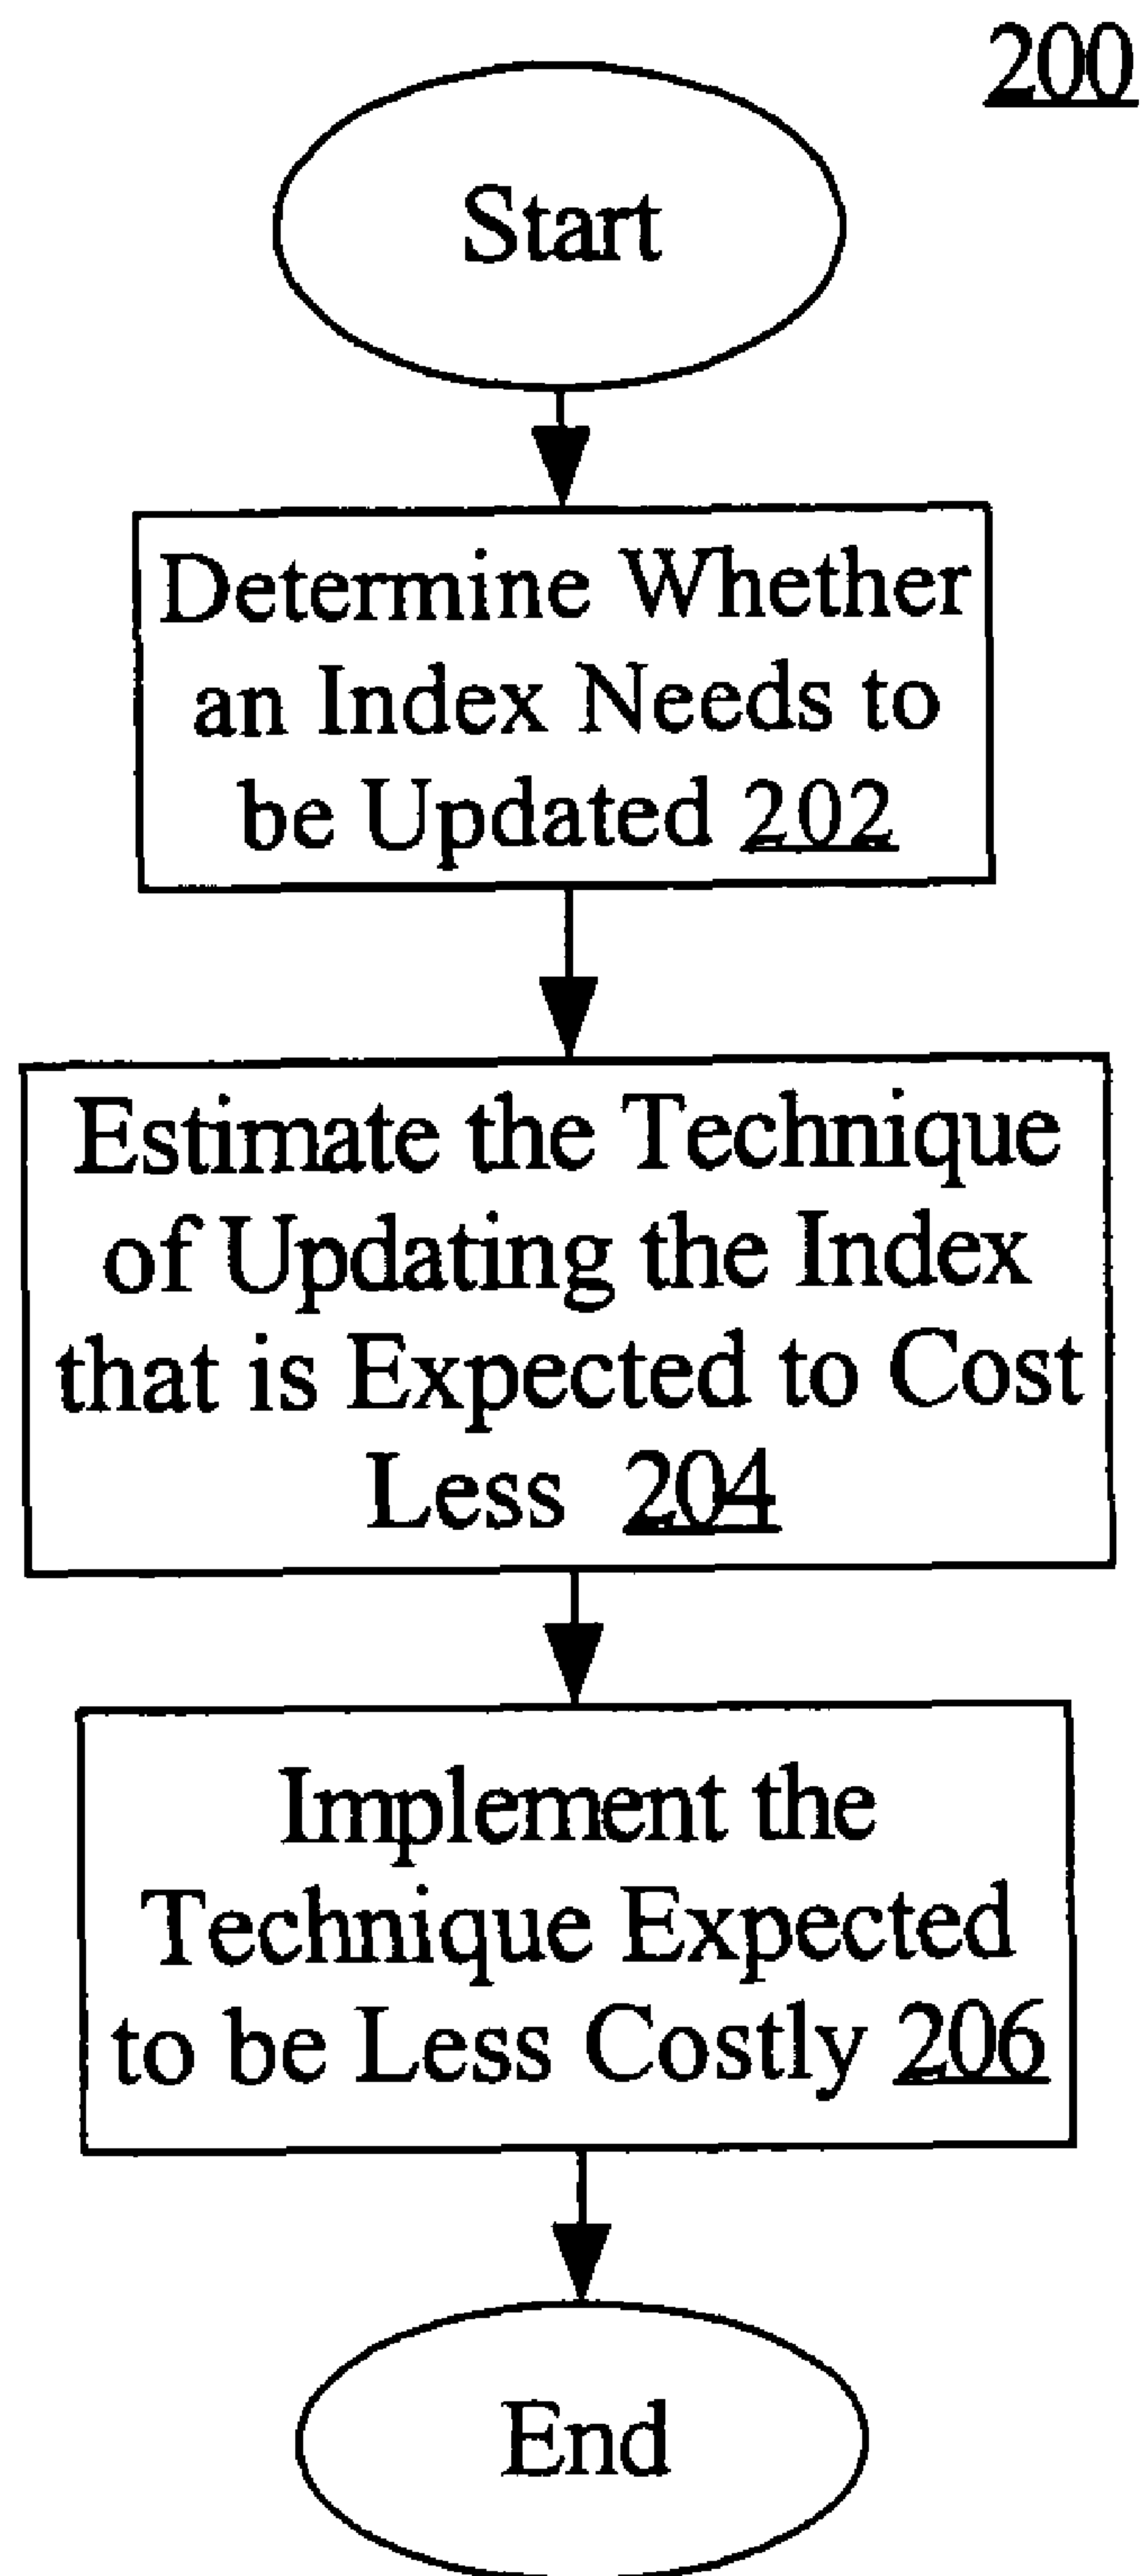 200
Start
Determine Whether
an Index Needs to
be Updated 202
Estimate the Technique
of Updating the Index
that is Expected to Cost
Less 204
Implement the
Technique Expected
to be Less Costly 206
End